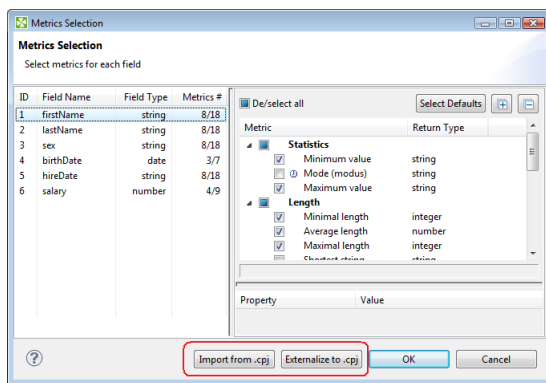 Metrics Selection
Metrics Selection
Select metrics for each field
ID Field Name Field Type Metrics #
1 firstName string 8/18
2 lastName string 8/18
3 sex string 8/18
4 birthDate date 3/7
5 hireDate string 8/18
6 salary number 4/9
De/select all Select Defaults
Metric Return Type
Statistics
Minimum value string
Mode (modus) string
Maximum value string
Length
Minimal length integer
Average length number
Maximal length integer
Shortest string string
Property Value
? Import from .cpj Externalize to .cpj OK Cancel